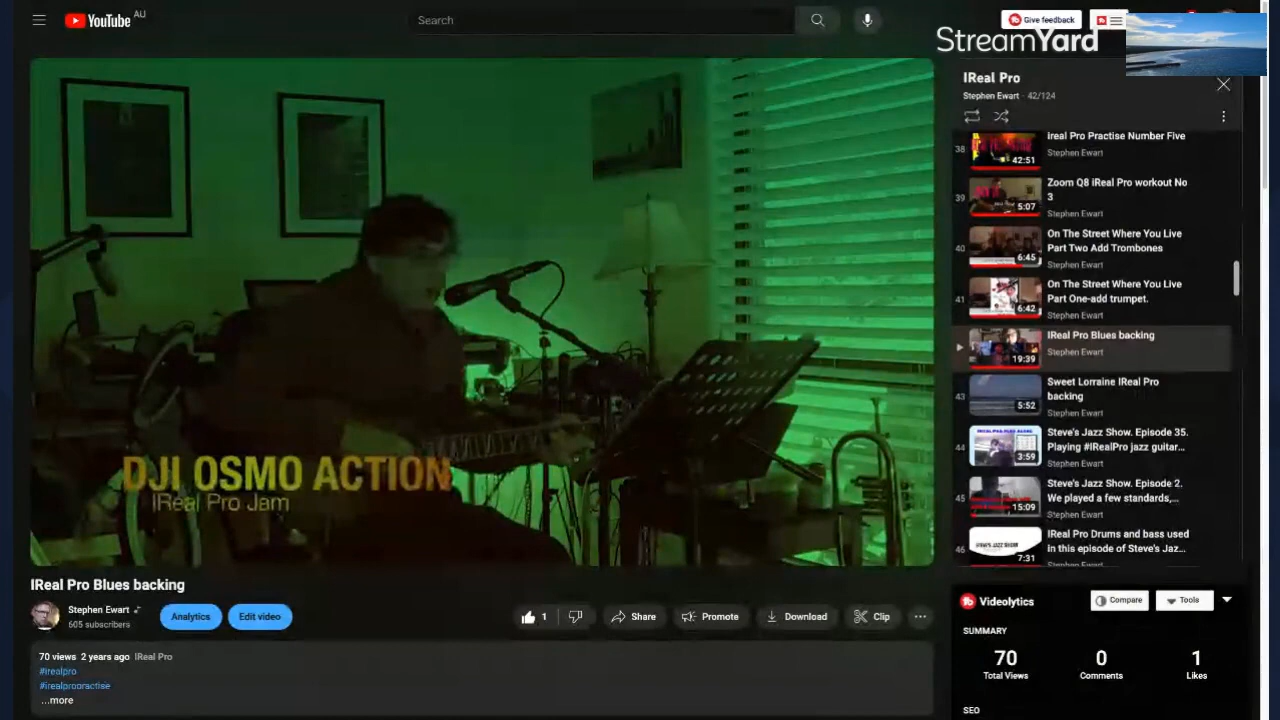 YouTube AU
Search
Give feedback
StreamYard
DJI OSMO ACTION
IReal Pro Jam
IReal Pro
Stephen Ewart - 42/124
38
42:51
Ireal Pro Practise Number Five
Stephen Ewart
39
5:07
Zoom Q8 iReal Pro workout No
3
Stephen Ewart
40
6:45
On The Street Where You Live
Part Two Add Trombones
Stephen Ewart
41
6:42
On The Street Where You Live
Part One-add trumpet.
Stephen Ewart
19:39
IReal Pro Blues backing
Stephen Ewart
43
5:52
Sweet Lorraine IReal Pro
backing
Stephen Ewart
44
3:59
Steve's Jazz Show. Episode 35.
Playing #IRealPro jazz guitar...
Stephen Ewart
45
15:09
Steve's Jazz Show. Episode 2.
We played a few standards,...
Stephen Ewart
46
7:31
IReal Pro Drums and bass used
in this episode of Steve's Jaz...
Stephen Ewart
IReal Pro Blues backing
Stephen Ewart
605 subscribers
Analytics
Edit video
1
Share
Promote
Download
Clip
70 views 2 years ago IReal Pro
#irealpro
#irealpropractise
...more
Videolytics
Compare
Tools
SUMMARY
70
Total Views
0
Comments
1
Likes
SEO